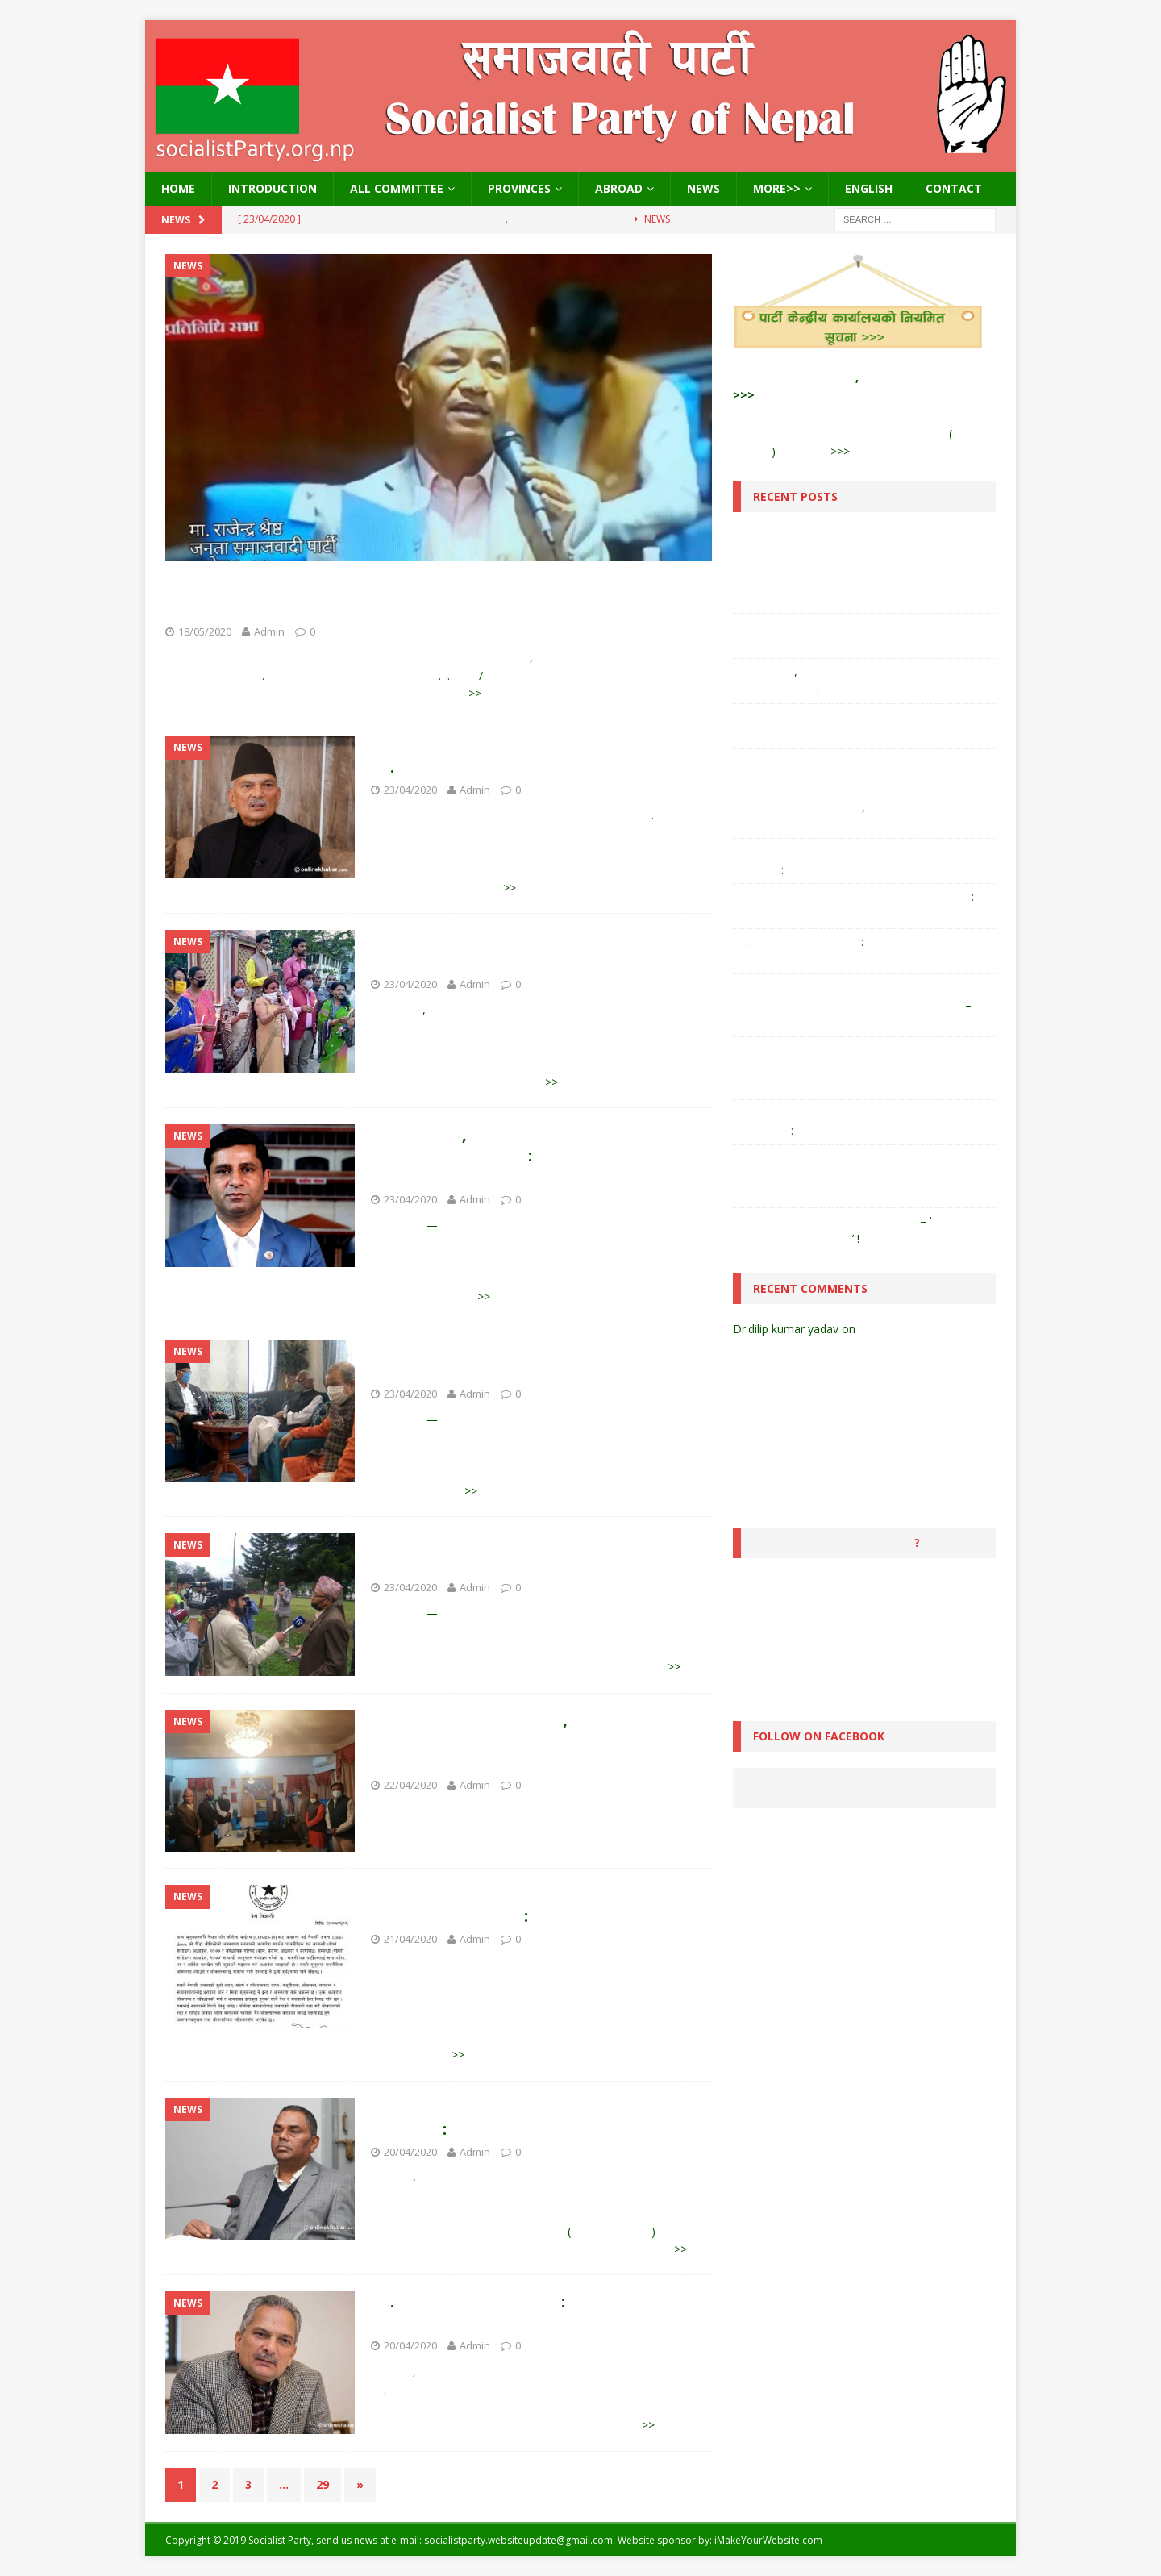 समाजवादी पार्टी
Socialist Party of Nepal
socialistParty.org.np
HOME INTRODUCTION ALL COMMITTEE PROVINCES ABROAD NEWS MORE>> ENGLISH CONTACT
NEWS [ 23/04/2020 ] . NEWS SEARCH …
NEWS
प्रतिनिधि सभा
मा. राजेन्द्र श्रेष्ठ
जनता समाजवादी पार्टी
18/05/2020 Admin 0
,
. . . /
>>
NEWS
onlinekhabar.com
.
23/04/2020 Admin 0
.
>>
NEWS
23/04/2020 Admin 0
,
>>
NEWS
,
:
23/04/2020 Admin 0
—
>>
NEWS
23/04/2020 Admin 0
—
>>
NEWS
23/04/2020 Admin 0
—
>>
NEWS
,
22/04/2020 Admin 0
NEWS
:
21/04/2020 Admin 0
>>
NEWS
onlinekhabar.com
:
20/04/2020 Admin 0
,
( )
>>
NEWS
. :
20/04/2020 Admin 0
,
.
>>
1 2 3 … 29 »
पार्टी केन्द्रीय कार्यालयको नियमित
सूचना >>>
,
>>>
(
) >>>
RECENT POSTS
.
,
:
,
:
:
. :
–
:
– ‘
’ !
RECENT COMMENTS
Dr.dilip kumar yadav on
?
FOLLOW ON FACEBOOK
Copyright © 2019 Socialist Party, send us news at e-mail: socialistparty.websiteupdate@gmail.com, Website sponsor by: iMakeYourWebsite.com